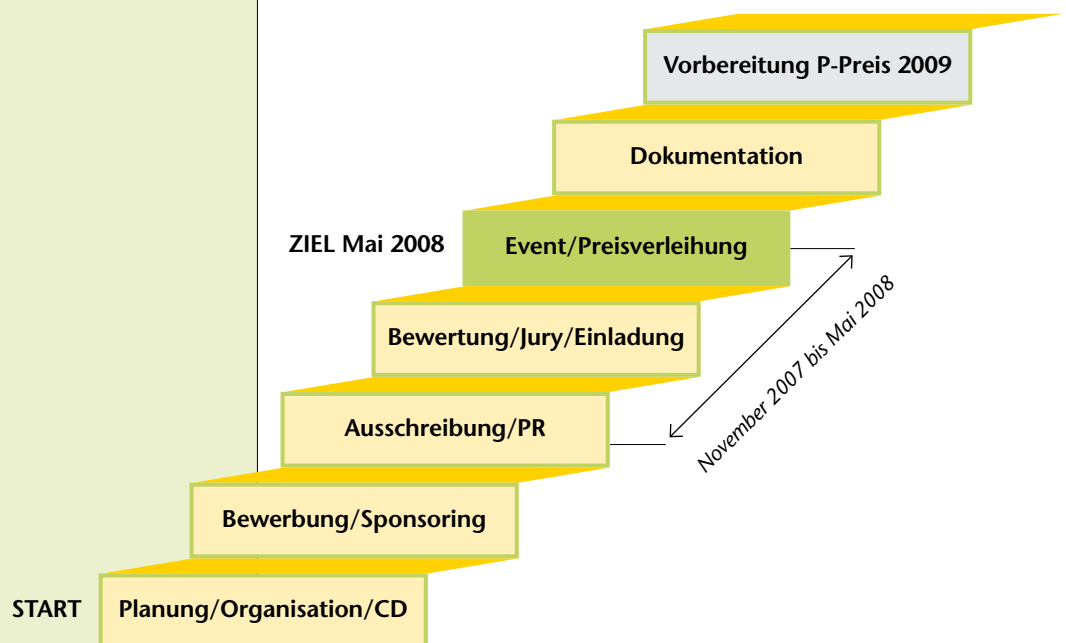 Vorbereitung P-Preis 2009
Dokumentation
ZIEL Mai 2008
Event/Preisverleihung
Bewertung/Jury/Einladung
November 2007 bis Mai 2008
Ausschreibung/PR
Bewerbung/Sponsoring
START
Planung/Organisation/CD